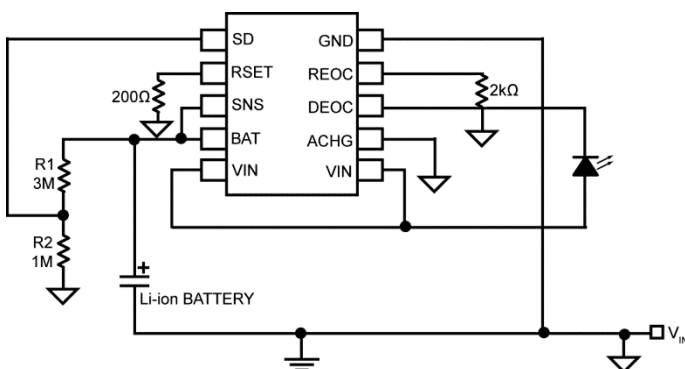 SD
GND
RSET
REOC
200Ω
2kΩ
SNS
DEOC
BAT
ACHG
R1
3M
VIN
VIN
R2
1M
+
Li-ion BATTERY
VIN